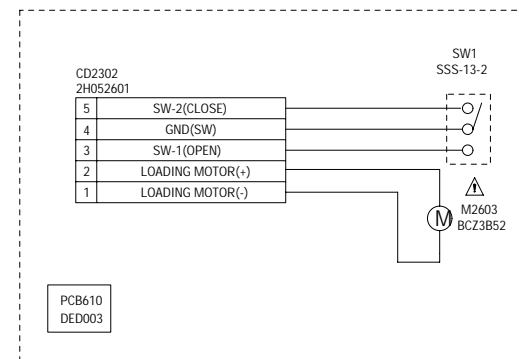 SW1
SSS-13-2
CD2302
2H052601
5 SW-2(CLOSE)
4 GND(SW)
3 SW-1(OPEN)
2 LOADING MOTOR(+)
1 LOADING MOTOR(-)
M
M2603
BCZ3B52
PCB610
DED003